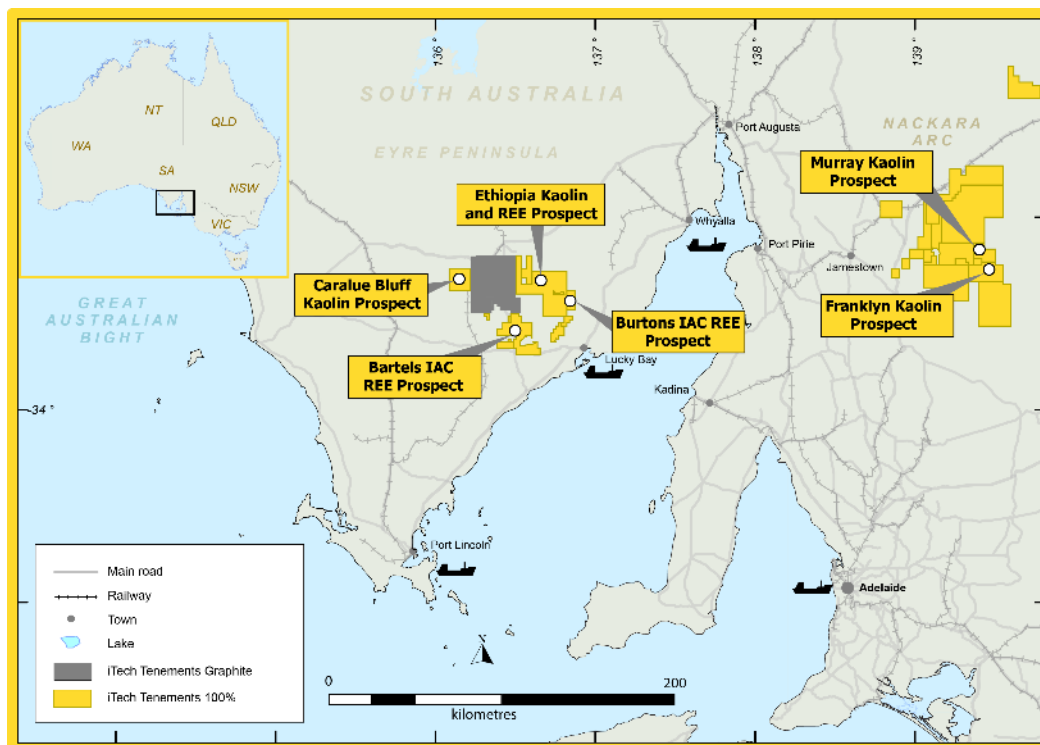 136 °
137
138
139 °
SOUTH AUSTRALIA
EYRE PENINSULA
NACKARA
ARC
NT
QLD
WA
SA
NSW
VIC
Port Augusta
Murray Kaolin
Prospect
Ethiopia Kaolin
and REE Prospect
Whyalla
Port Pirie
Jamestown
Caralue Bluff
Kaolin Prospect
GREAT
AUSTRALIAN
BIGHT
Burtons IAC REE
Prospect
Franklyn Kaolin
Prospect
Lucky Bay
Bartels IAC
REE Prospect
Kadina
-34 °
Port Lincoln
Adelaide
Main road
Railway
Town
Lake
iTech Tenements Graphite
iTech Tenements 100%
N
0
200
kilometres